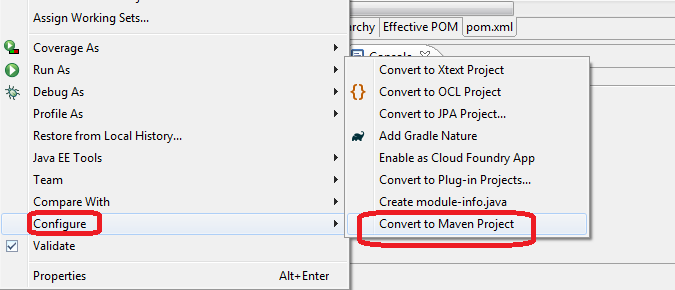 Assign Working Sets...
Coverage As
Run As
Debug As
Profile As
Restore from Local History...
Java EE Tools
Team
Compare With
Configure
Validate
Properties Alt+Enter
Effective POM pom.xml
Convert to Xtext Project
Convert to OCL Project
Convert to JPA Project...
Add Gradle Nature
Enable as Cloud Foundry App
Convert to Plug-in Projects...
Create module-info.java
Convert to Maven Project